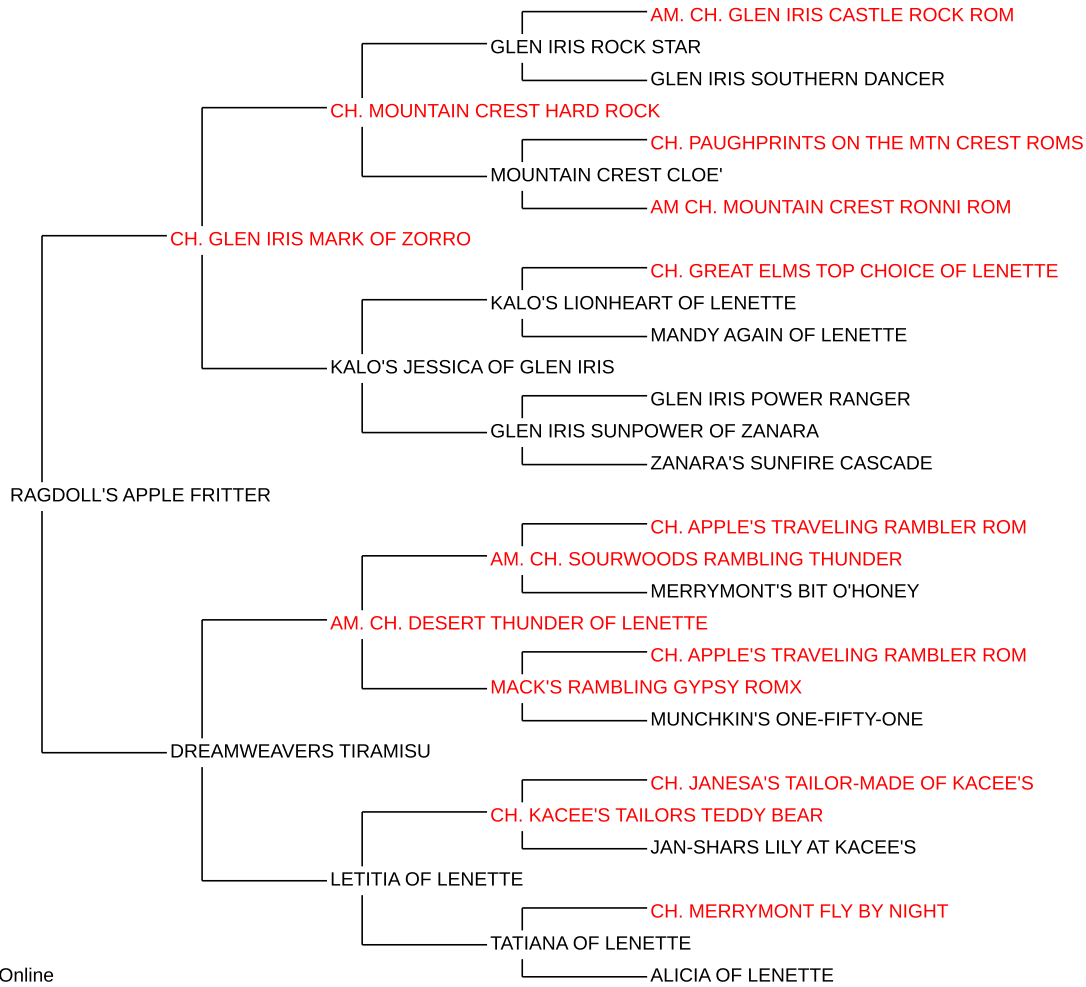 AM. CH. GLEN IRIS CASTLE ROCK ROM
GLEN IRIS ROCK STAR
GLEN IRIS SOUTHERN DANCER
CH. MOUNTAIN CREST HARD ROCK
CH. PAUGHPRINTS ON THE MTN CREST ROMS
MOUNTAIN CREST CLOE'
AM CH. MOUNTAIN CREST RONNI ROM
CH. GLEN IRIS MARK OF ZORRO
CH. GREAT ELMS TOP CHOICE OF LENETTE
KALO'S LIONHEART OF LENETTE
MANDY AGAIN OF LENETTE
KALO'S JESSICA OF GLEN IRIS
GLEN IRIS POWER RANGER
GLEN IRIS SUNPOWER OF ZANARA
ZANARA'S SUNFIRE CASCADE
RAGDOLL'S APPLE FRITTER
CH. APPLE'S TRAVELING RAMBLER ROM
AM. CH. SOURWOODS RAMBLING THUNDER
MERRYMONT'S BIT O'HONEY
AM. CH. DESERT THUNDER OF LENETTE
CH. APPLE'S TRAVELING RAMBLER ROM
MACK'S RAMBLING GYPSY ROMX
MUNCHKIN'S ONE-FIFTY-ONE
DREAMWEAVERS TIRAMISU
CH. JANESA'S TAILOR-MADE OF KACEE'S
CH. KACEE'S TAILORS TEDDY BEAR
JAN-SHARS LILY AT KACEE'S
LETITIA OF LENETTE
CH. MERRYMONT FLY BY NIGHT
TATIANA OF LENETTE
ALICIA OF LENETTE
Online